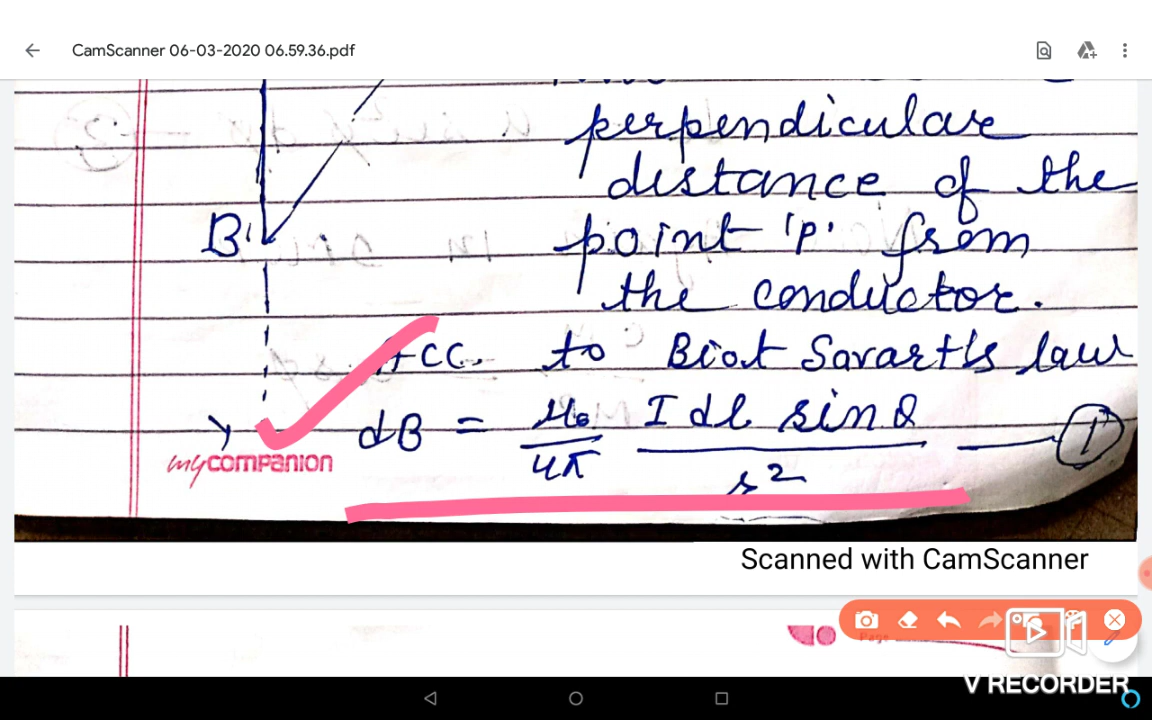 CamScanner 06-03-2020 06.59.36.pdf
perpendicular
distance of the
point 'P' from
B
the conductor.
Acc. to Biot Savart's law
dB = μ₀/4π I dl sinθ/r² — 1
Y
mycompanion
Scanned with CamScanner
V RECORDER